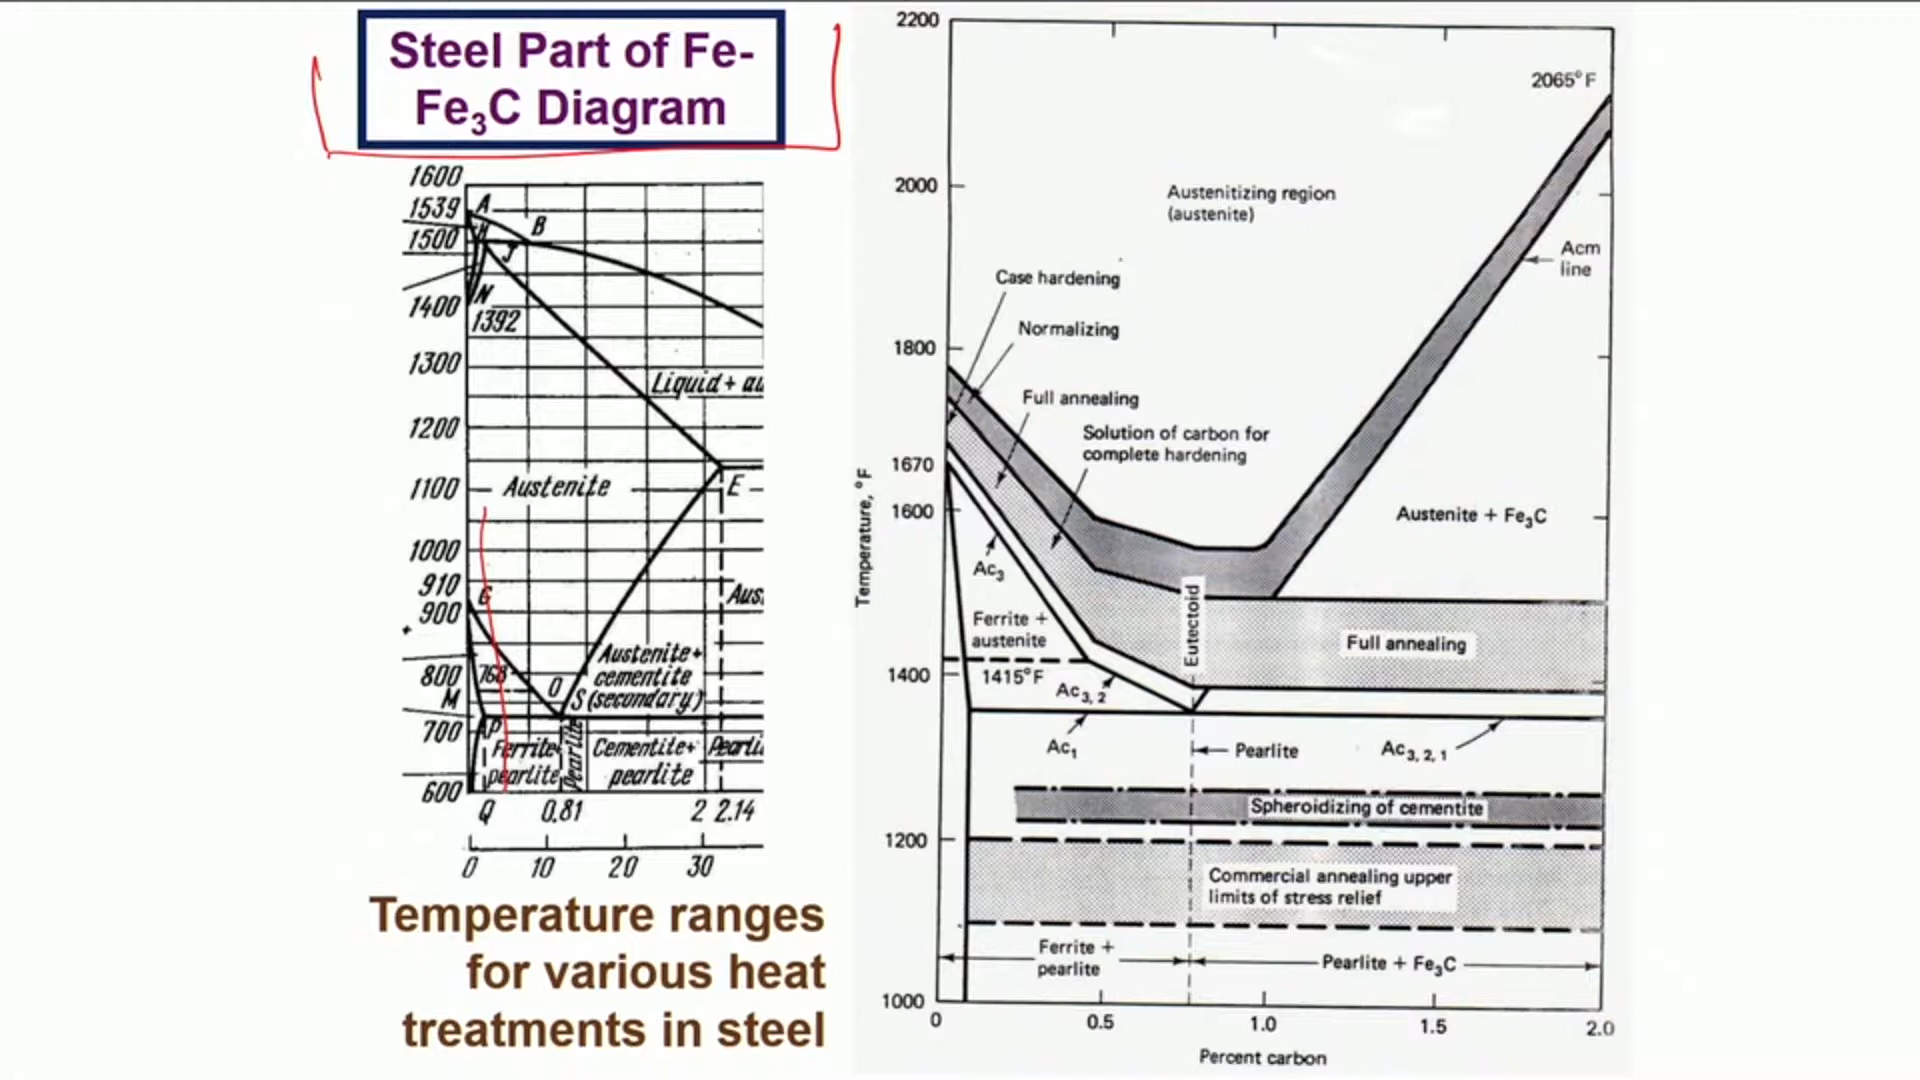 Steel Part of Fe-
Fe3C Diagram
1600
1539
1500
1400
1300
1200
1100
1000
910
900
800
700
600
A
B
J
N
1392
Liquid + au
Austenite
E
G
Aus
768
M
O
S
Austenite+
cementite
(secondary)
P
Ferrite+
pearlite
Pearlite
Cementite+
pearlite
Pearli
Q
0.81
2
2.14
0
10
20
30
Temperature ranges
for various heat
treatments in steel
2200
2000
1800
1670
1600
1400
1200
1000
Temperature, °F
2065°F
Austenitizing region
(austenite)
Acm
line
Case hardening
Normalizing
Full annealing
Solution of carbon for
complete hardening
Austenite + Fe3C
Ac3
Ferrite +
austenite
Eutectoid
Full annealing
1415°F
Ac3, 2
Ac1
Pearlite
Ac3, 2, 1
Spheroidizing of cementite
Commercial annealing upper
limits of stress relief
Ferrite +
pearlite
Pearlite + Fe3C
0
0.5
1.0
1.5
2.0
Percent carbon